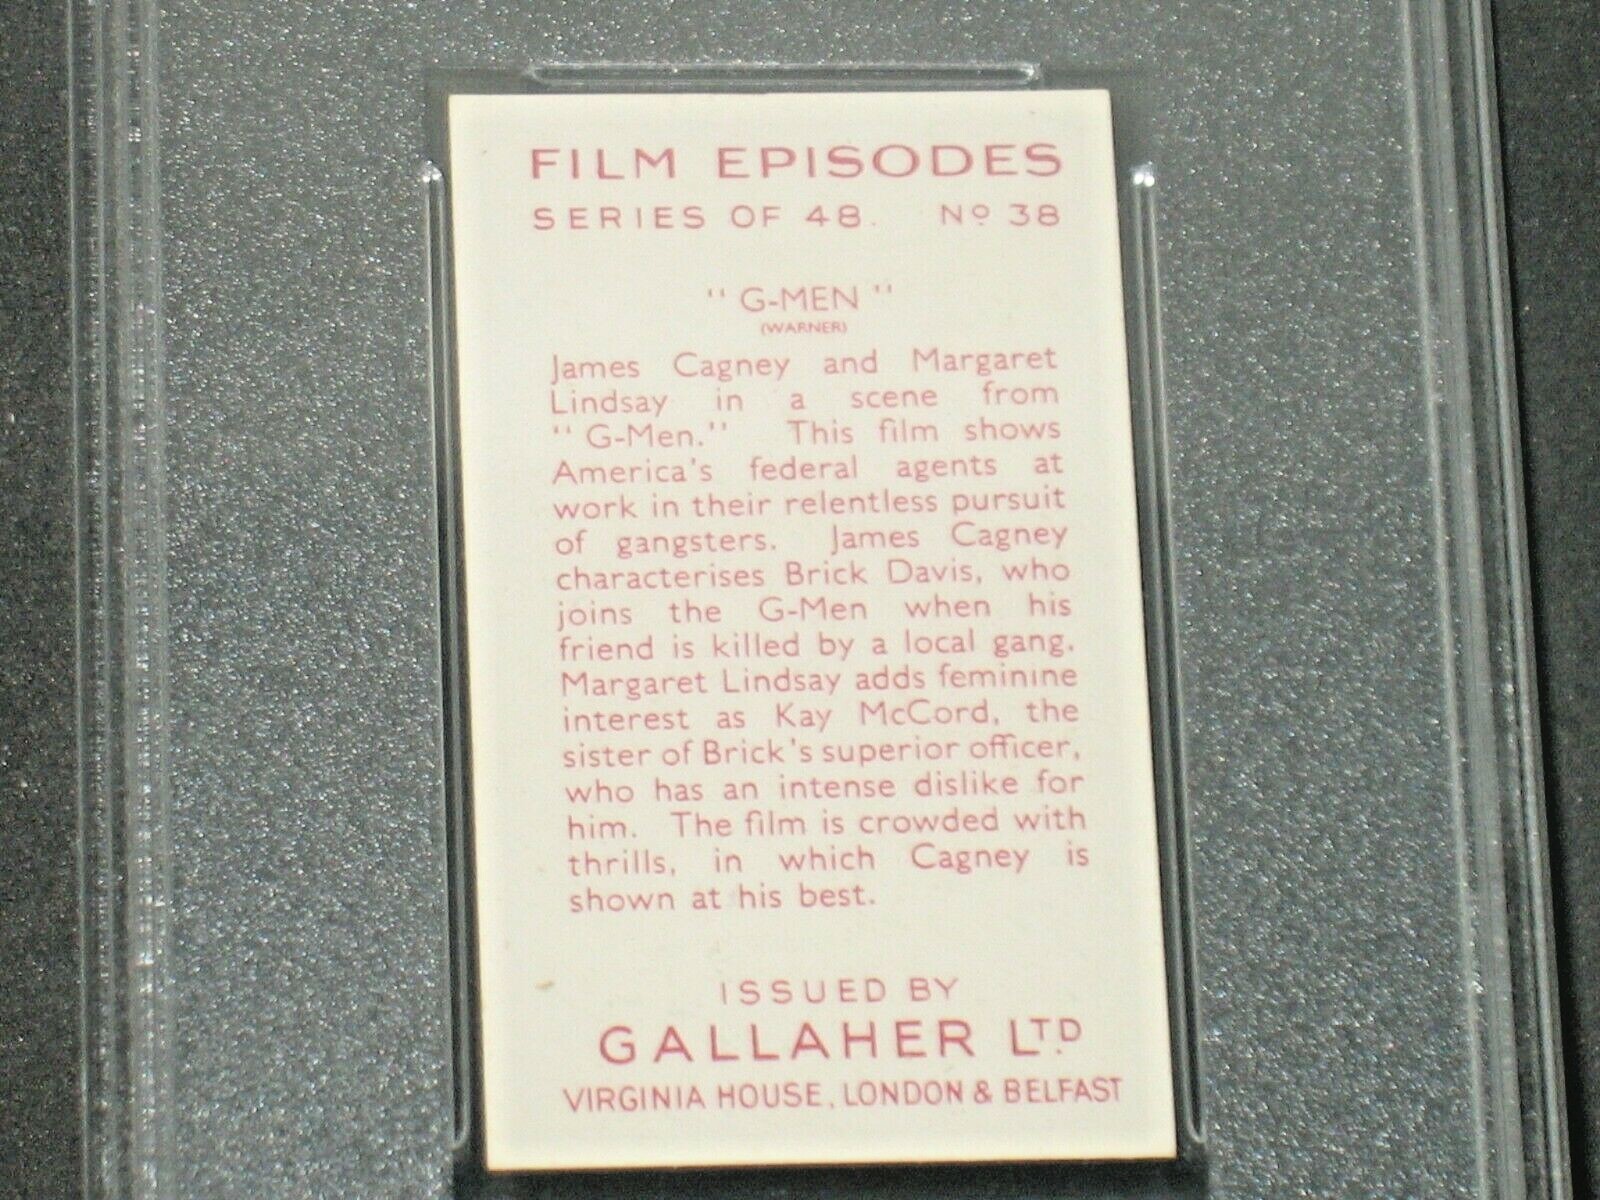 FILM EPISODES
SERIES OF 48. Nº 38
" G-MEN "
(WARNER)
James Cagney and Margaret
Lindsay in a scene from
" G-Men." This film shows
America's federal agents at
work in their relentless pursuit
of gangsters. James Cagney
characterises Brick Davis, who
joins the G-Men when his
friend is killed by a local gang.
Margaret Lindsay adds feminine
interest as Kay McCord, the
sister of Brick's superior officer,
who has an intense dislike for
him. The film is crowded with
thrills, in which Cagney is
shown at his best.
ISSUED BY
GALLAHER LTD
VIRGINIA HOUSE, LONDON & BELFAST